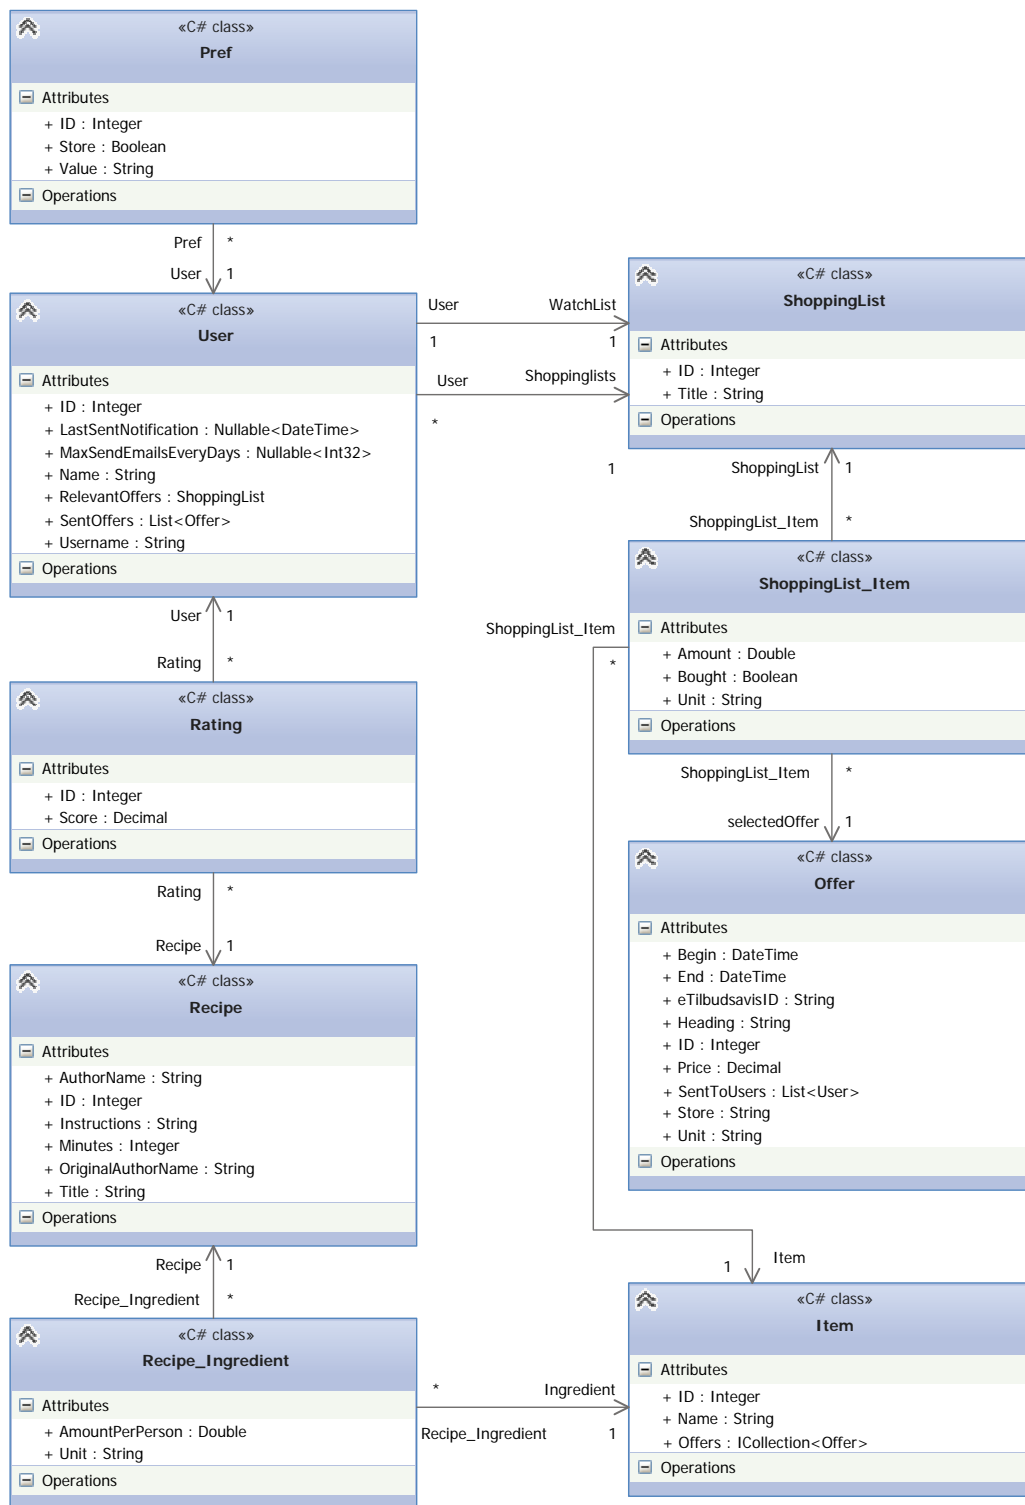 «C# class»
Pref
Attributes
+ ID : Integer
+ Store : Boolean
+ Value : String
Operations
Pref *
User 1
«C# class»
User
Attributes
+ ID : Integer
+ LastSentNotification : Nullable<DateTime>
+ MaxSendEmailsEveryDays : Nullable<Int32>
+ Name : String
+ RelevantOffers : ShoppingList
+ SentOffers : List<Offer>
+ Username : String
Operations
User WatchList
1 1
User Shoppinglists
*
1
«C# class»
ShoppingList
Attributes
+ ID : Integer
+ Title : String
Operations
ShoppingList 1
ShoppingList_Item *
«C# class»
ShoppingList_Item
Attributes
+ Amount : Double
+ Bought : Boolean
+ Unit : String
Operations
ShoppingList_Item
*
User 1
Rating *
«C# class»
Rating
Attributes
+ ID : Integer
+ Score : Decimal
Operations
ShoppingList_Item *
selectedOffer 1
«C# class»
Offer
Attributes
+ Begin : DateTime
+ End : DateTime
+ eTilbudsavisID : String
+ Heading : String
+ ID : Integer
+ Price : Decimal
+ SentToUsers : List<User>
+ Store : String
+ Unit : String
Operations
Rating *
Recipe 1
«C# class»
Recipe
Attributes
+ AuthorName : String
+ ID : Integer
+ Instructions : String
+ Minutes : Integer
+ OriginalAuthorName : String
+ Title : String
Operations
Recipe 1
Recipe_Ingredient *
1 Item
«C# class»
Recipe_Ingredient
Attributes
+ AmountPerPerson : Double
+ Unit : String
Operations
* Ingredient
Recipe_Ingredient 1
«C# class»
Item
Attributes
+ ID : Integer
+ Name : String
+ Offers : ICollection<Offer>
Operations